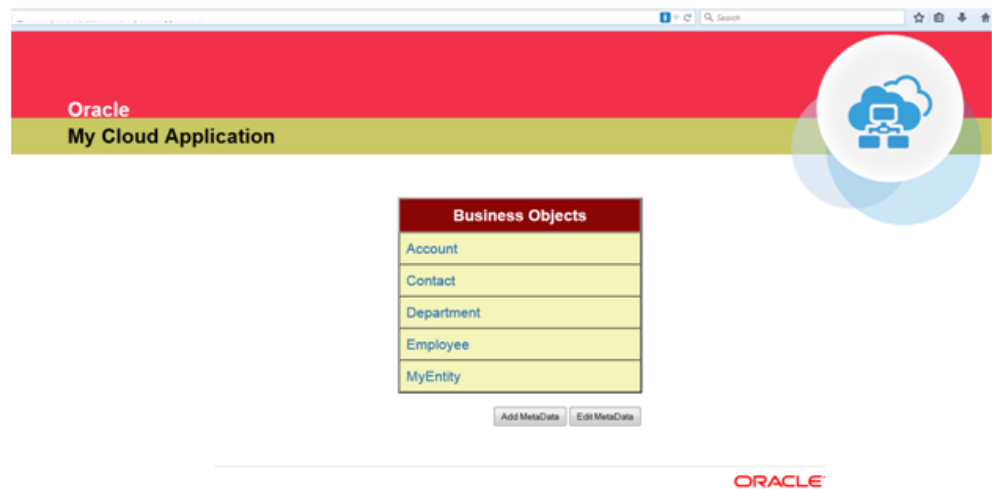 Search
Oracle
My Cloud Application
Business Objects
Account
Contact
Department
Employee
MyEntity
Add MetaData Edit MetaData
ORACLE